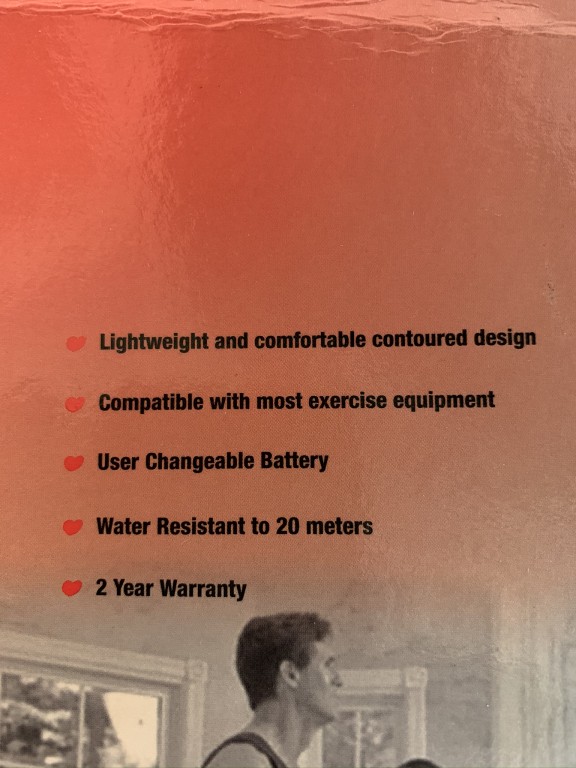 Lightweight and comfortable contoured design
Compatible with most exercise equipment
User Changeable Battery
Water Resistant to 20 meters
2 Year Warranty